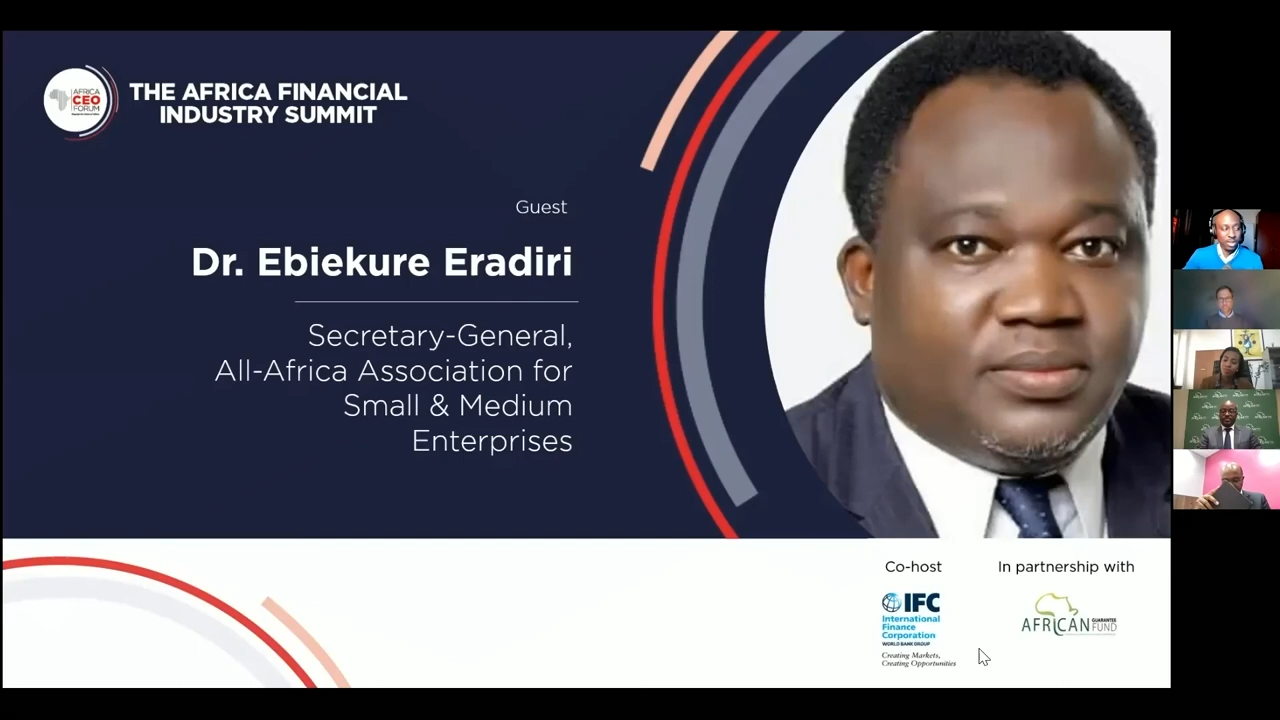 AFRICA
CEO
FORUM
THE AFRICA FINANCIAL
INDUSTRY SUMMIT
Guest
Dr. Ebiekure Eradiri
Secretary-General,
All-Africa Association for
Small & Medium
Enterprises
Co-host
In partnership with
IFC
International
Finance
Corporation
WORLD BANK GROUP
Creating Markets,
Creating Opportunities
AFRICAN
GUARANTEE
FUND